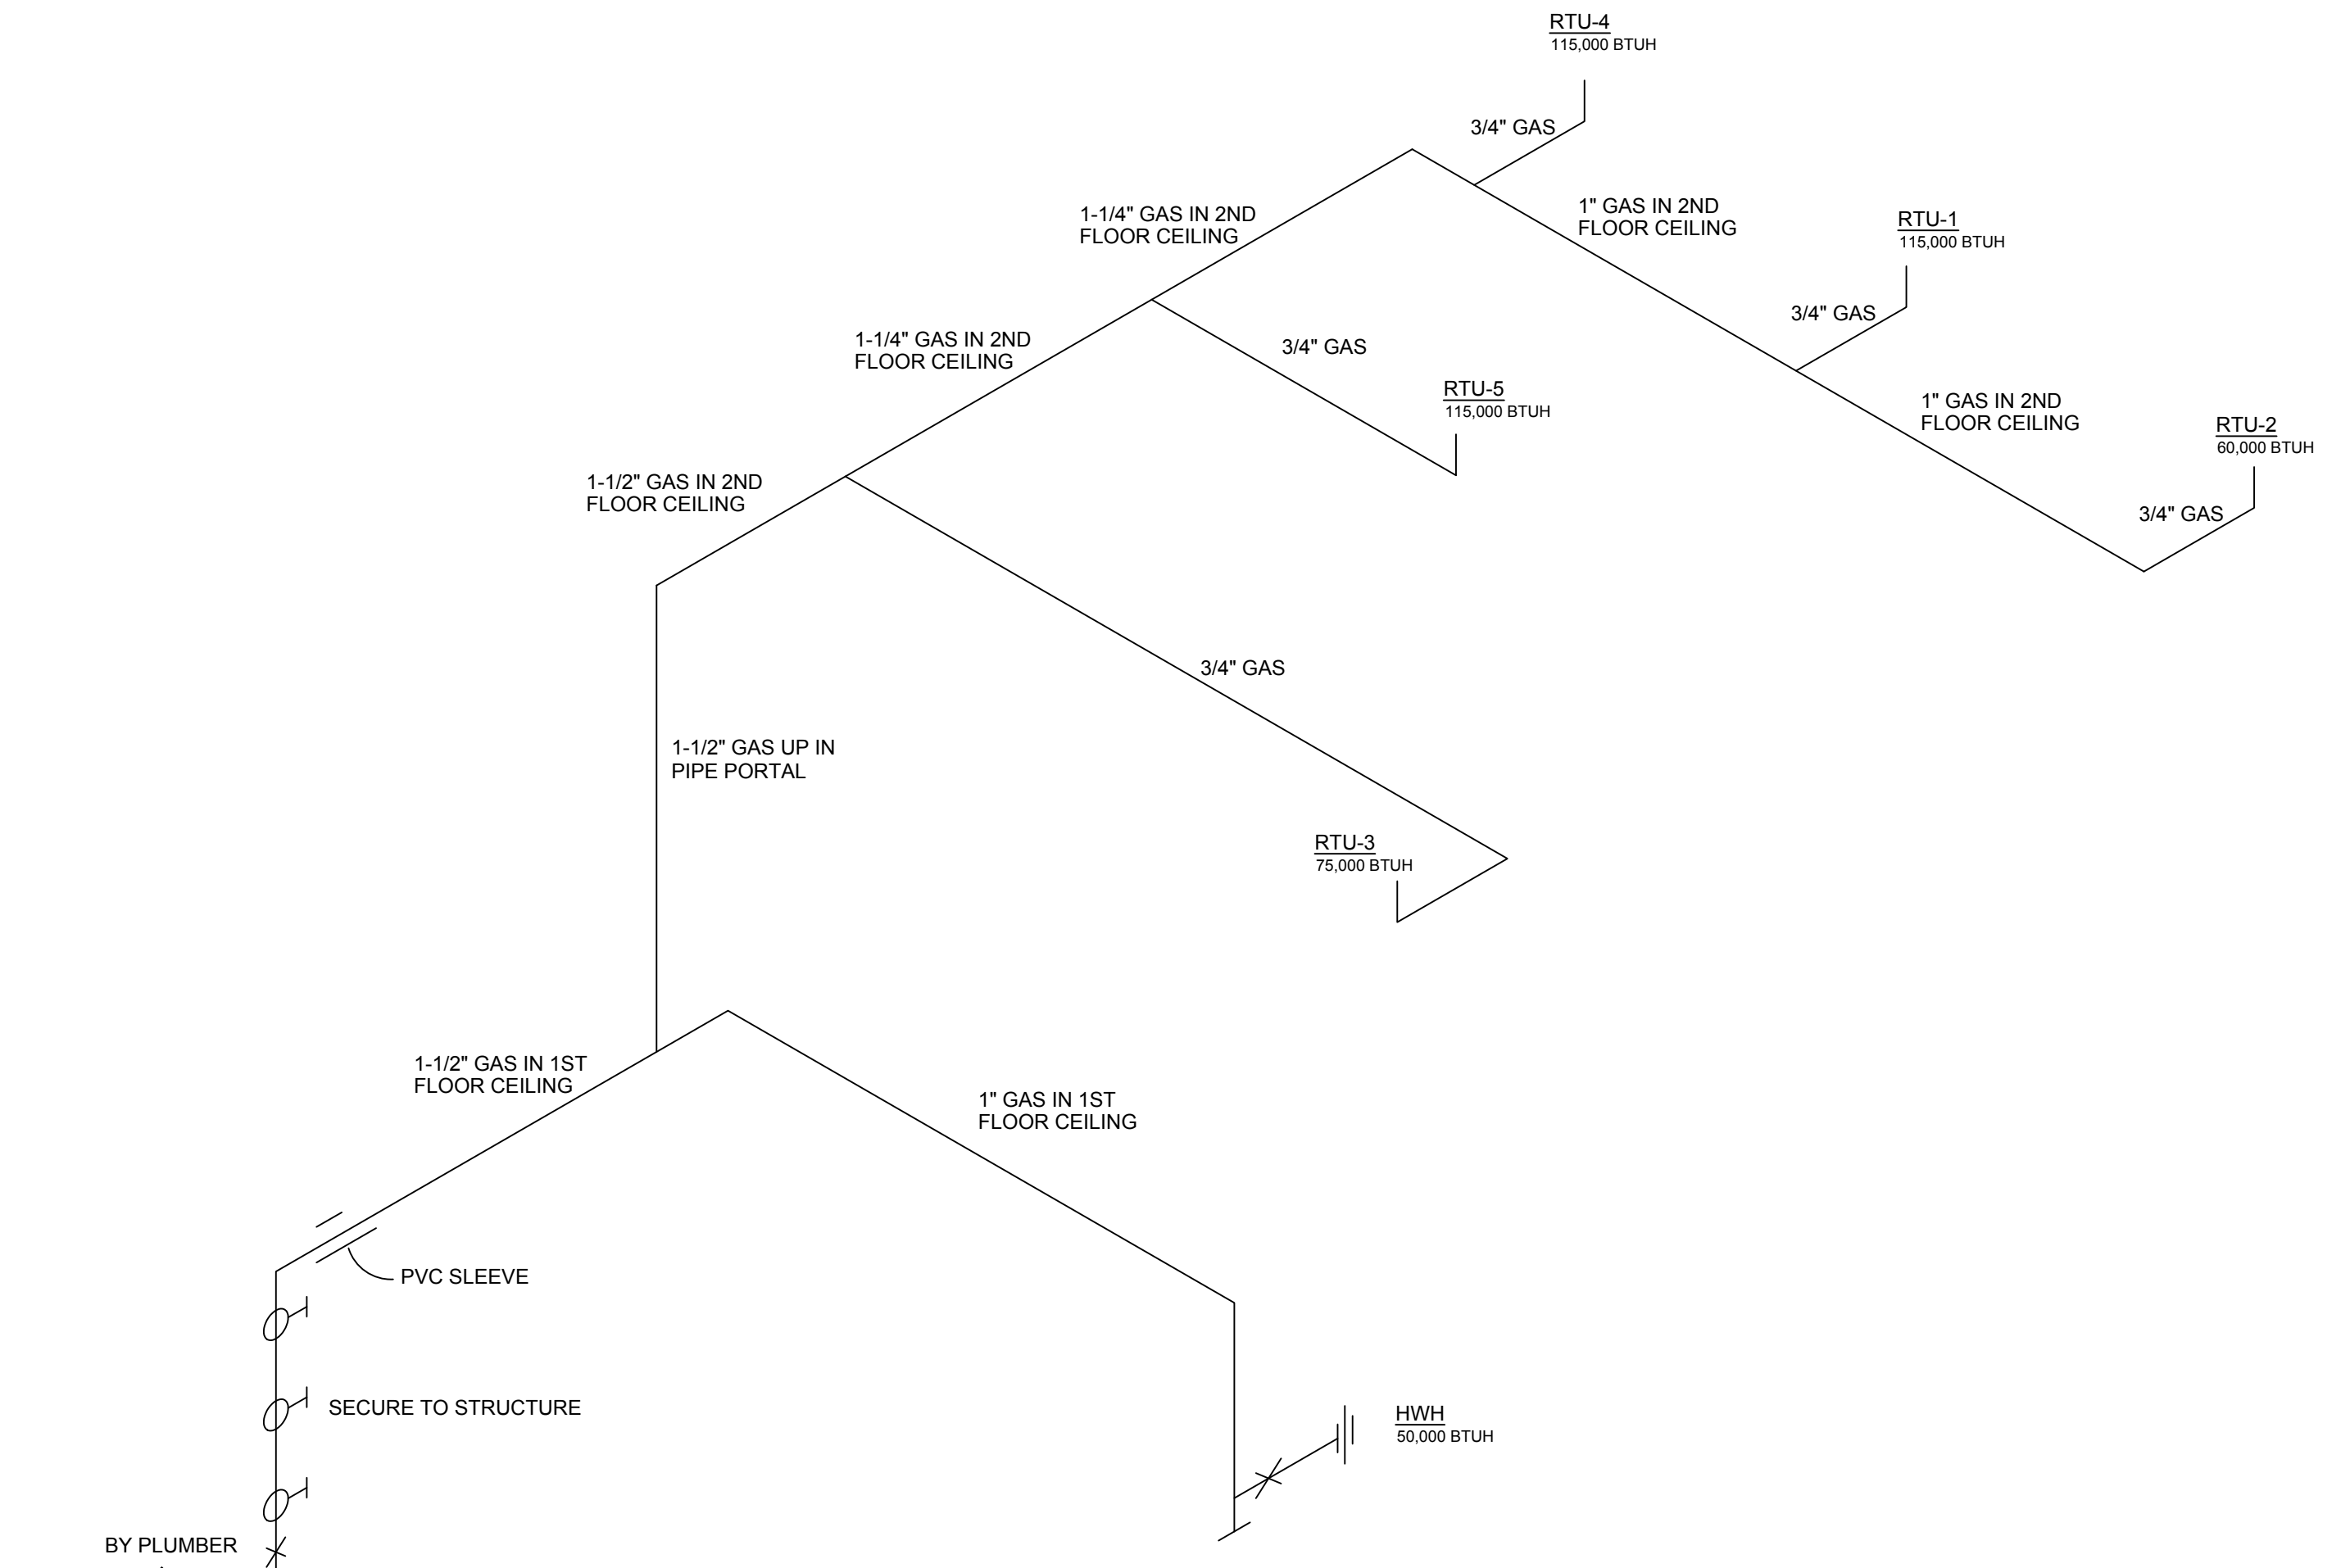 RTU-4
115,000 BTUH
3/4" GAS
1-1/4" GAS IN 2ND
FLOOR CEILING
1" GAS IN 2ND
FLOOR CEILING
RTU-1
115,000 BTUH
3/4" GAS
1-1/4" GAS IN 2ND
FLOOR CEILING
3/4" GAS
RTU-5
115,000 BTUH
1" GAS IN 2ND
FLOOR CEILING
RTU-2
60,000 BTUH
3/4" GAS
1-1/2" GAS IN 2ND
FLOOR CEILING
3/4" GAS
1-1/2" GAS UP IN
PIPE PORTAL
RTU-3
75,000 BTUH
1-1/2" GAS IN 1ST
FLOOR CEILING
1" GAS IN 1ST
FLOOR CEILING
PVC SLEEVE
SECURE TO STRUCTURE
HWH
50,000 BTUH
BY PLUMBER